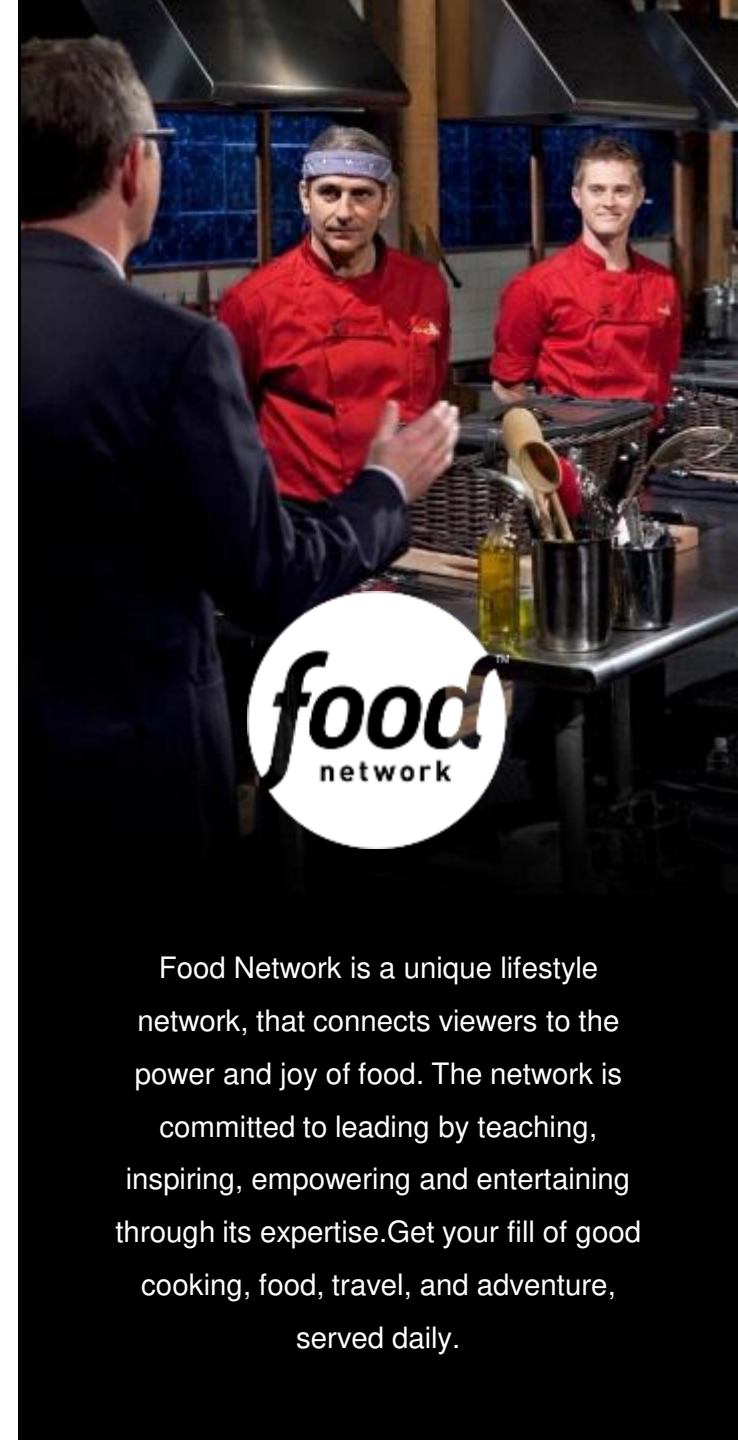 food
™
network
Food Network is a unique lifestyle
network, that connects viewers to the
power and joy of food. The network is
committed to leading by teaching,
inspiring, empowering and entertaining
through its expertise.Get your fill of good
cooking, food, travel, and adventure,
served daily.